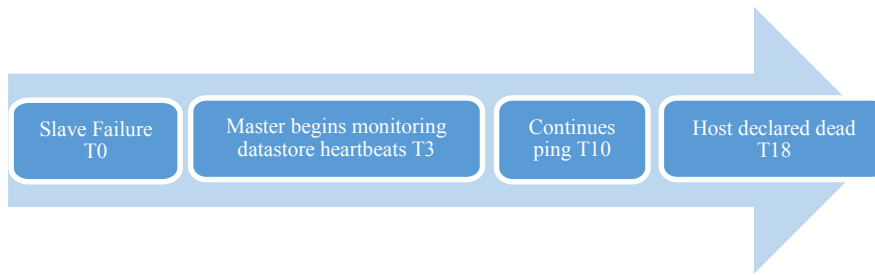 Slave Failure
T0
Master begins monitoring
datastore heartbeats T3
Continues
ping T10
Host declared dead
T18